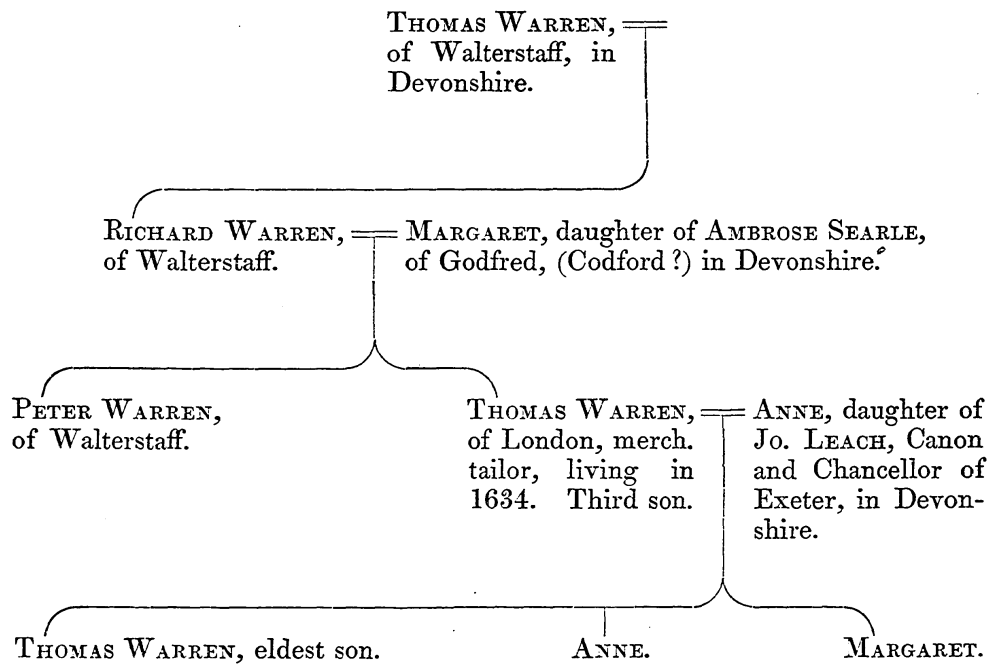 THOMAS WARREN,
of Walterstaff, in
Devonshire.
RICHARD WARREN,
of Walterstaff.
MARGARET, daughter of AMBROSE SEARLE,
of Godfred, (Codford?) in Devonshire.
PETER WARREN,
of Walterstaff.
THOMAS WARREN,
of London, merch.
tailor, living in
1634. Third son.
ANNE, daughter of
Jo. LEACH, Canon
and Chancellor of
Exeter, in Devon-
shire.
THOMAS WARREN, eldest son.
ANNE.
MARGARET.